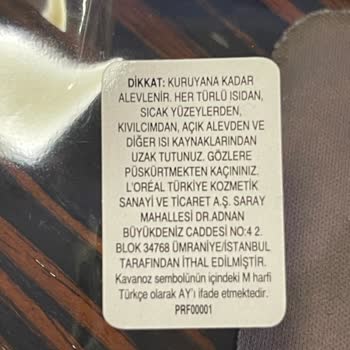 DİKKAT: KURUYANA KADAR
ALEVLENİR. HER TÜRLÜ ISIDAN,
SICAK YÜZEYLERDEN,
KIVILCIMDAN, AÇIK ALEVDEN VE
DİĞER ISI KAYNAKLARINDAN
UZAK TUTUNUZ. GÖZLERE
PÜSKÜRTMEKTEN KAÇININIZ.
L'ORÉAL TÜRKİYE KOZMETİK
SANAYİ VE TİCARET A.Ş. SARAY
MAHALLESİ DR.ADNAN
BÜYÜKDENİZ CADDESİ NO:4 2.
BLOK 34768 ÜMRANİYE/İSTANBUL
TARAFINDAN İTHAL EDİLMİŞTİR.
Kavanoz sembolünün içindeki M harfi
Türkçe olarak AY'ı ifade etmektedir.
PRF00001